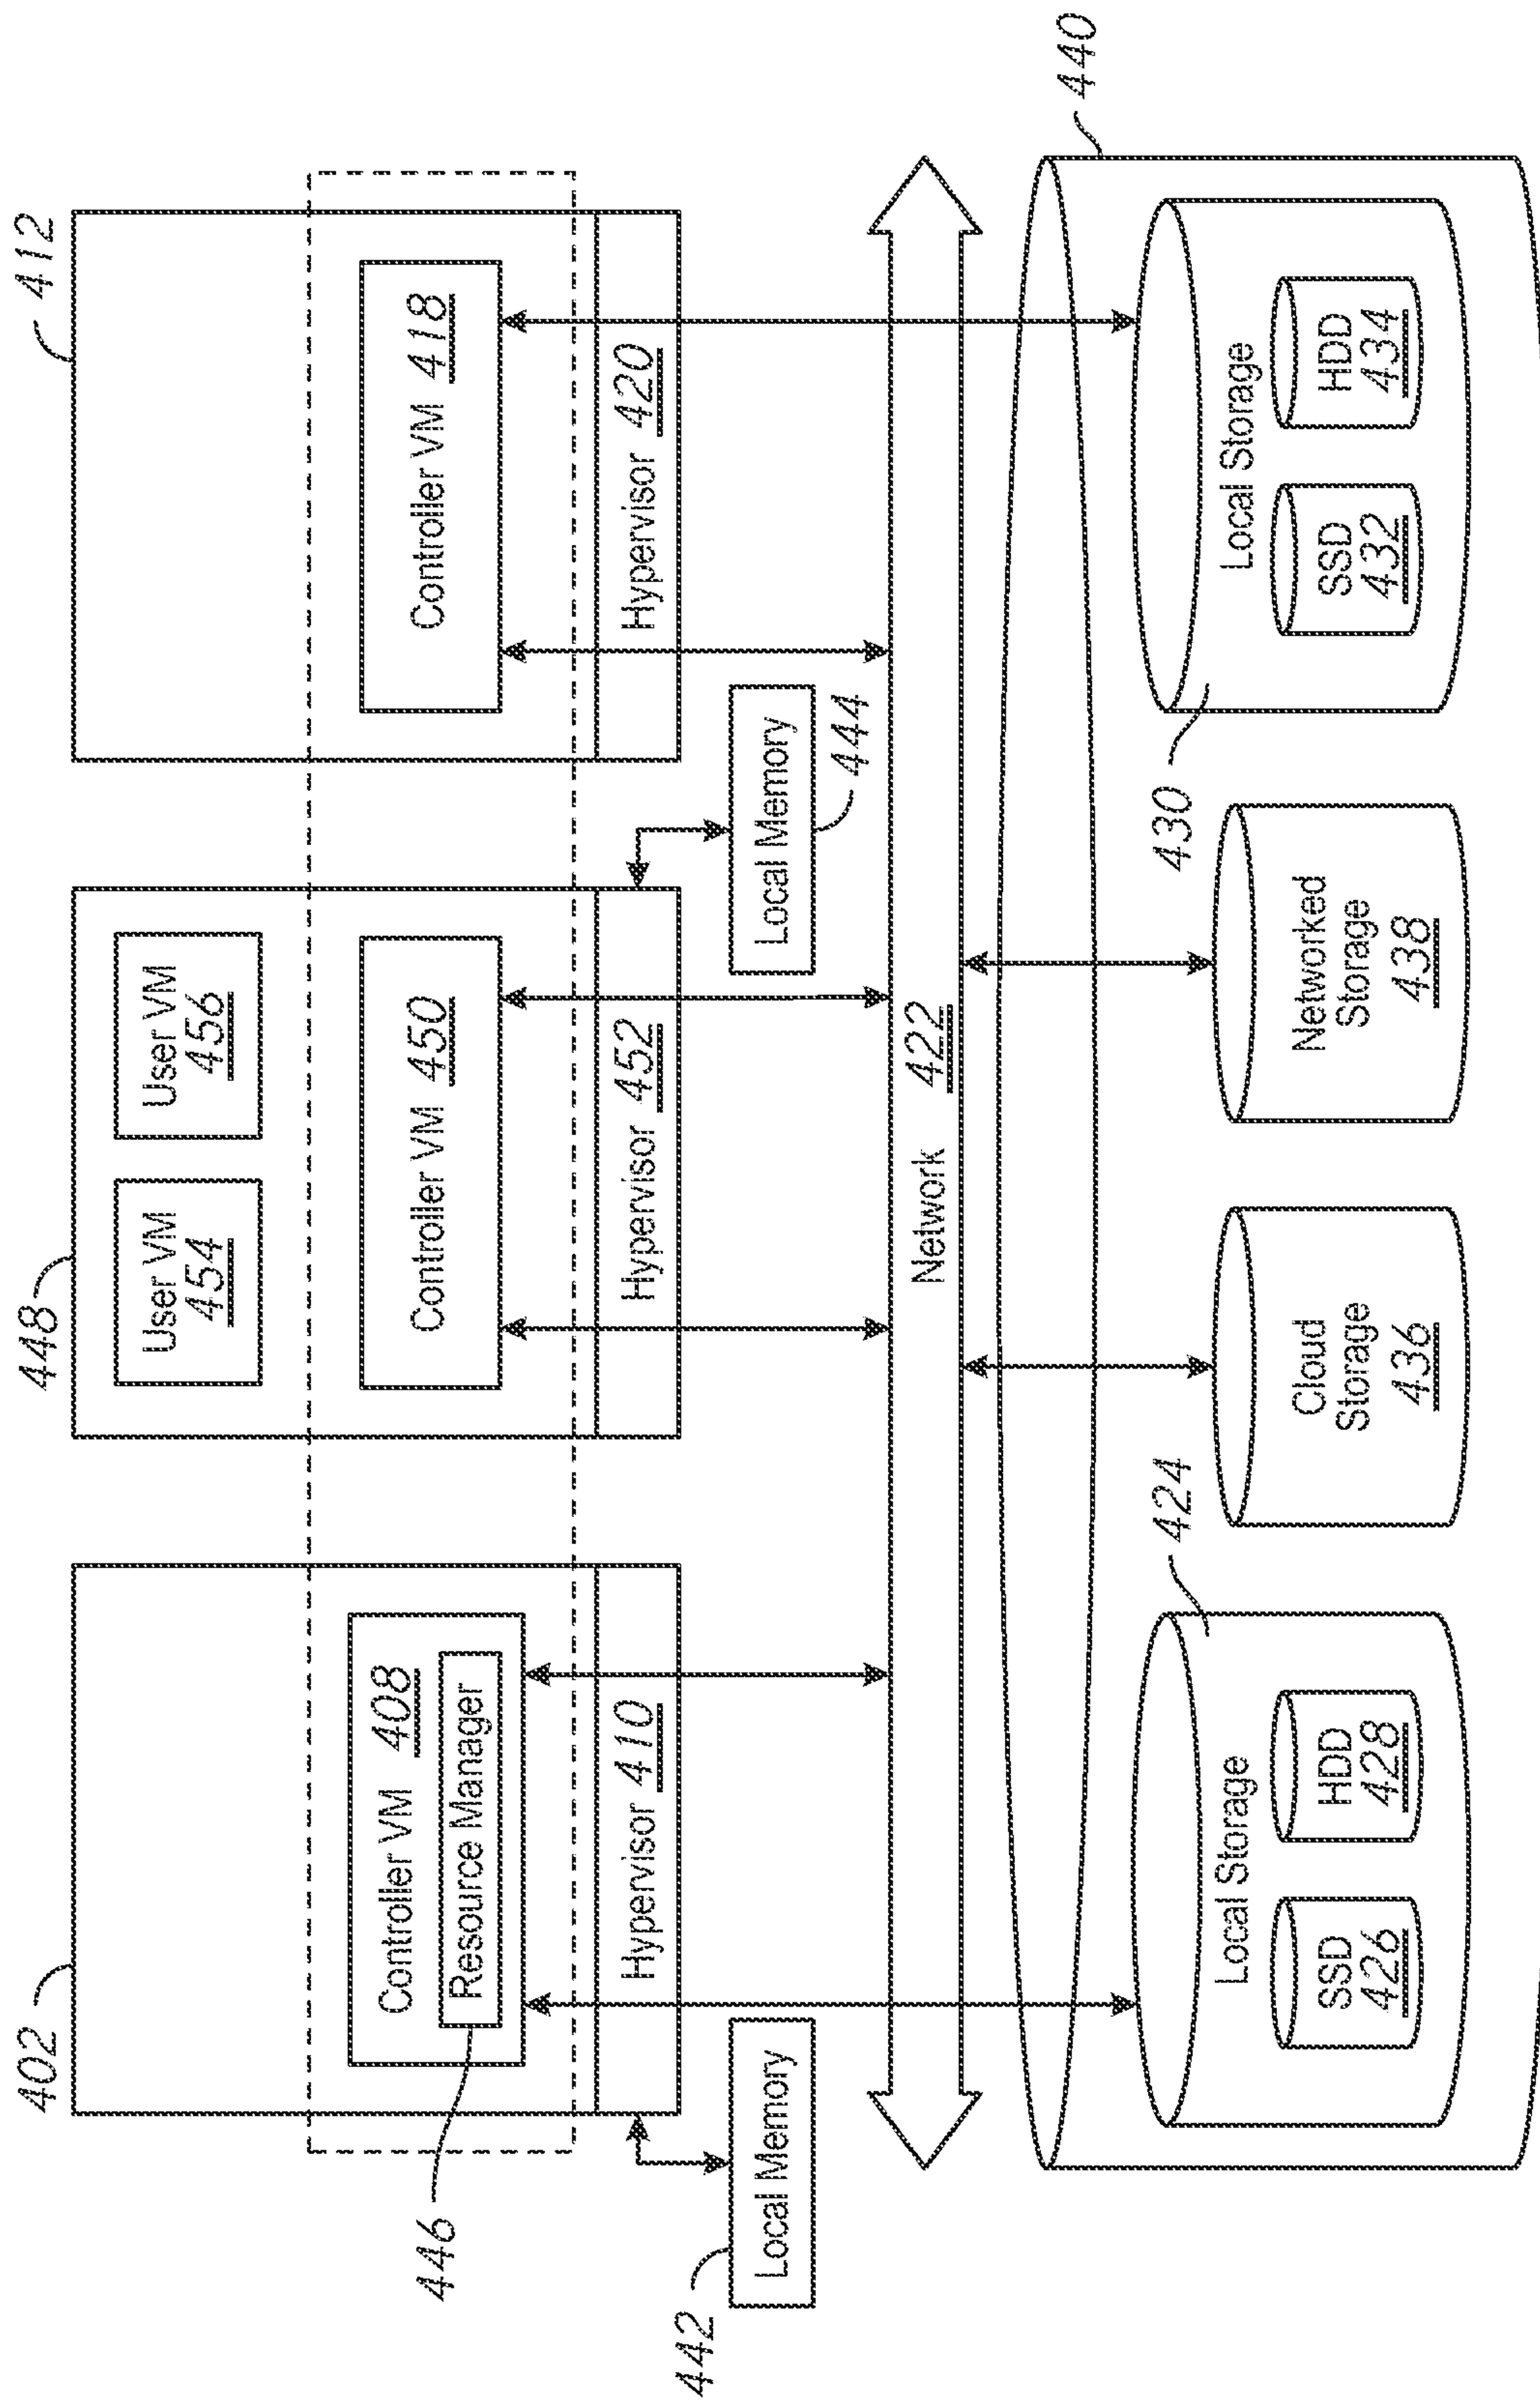 402
448
412
User VM
454
User VM
456
Controller VM 408
Resource Manager
446
Controller VM 450
Controller VM 418
Hypervisor 410
Hypervisor 452
Hypervisor 420
442
Local Memory
Local Memory
444
Network 422
440
424
430
Local Storage
SSD
426
HDD
428
Cloud
Storage
436
Networked
Storage
438
Local Storage
SSD
432
HDD
434